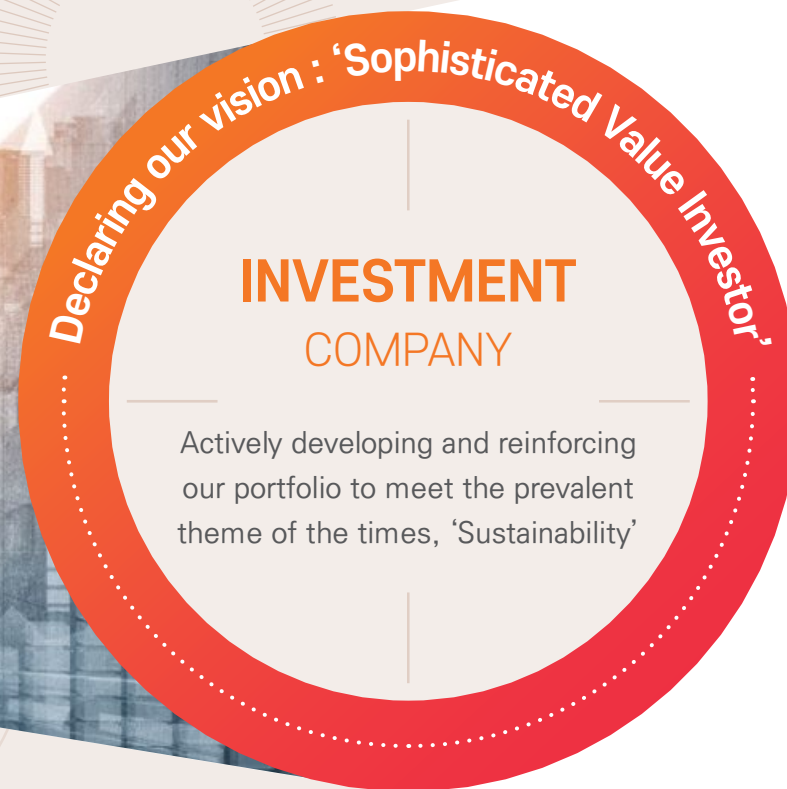 Declaring our vision : ‘Sophisticated Value Investor’
INVESTMENT
COMPANY
Actively developing and reinforcing
our portfolio to meet the prevalent
theme of the times, ‘Sustainability’